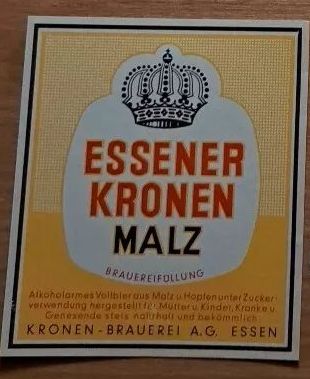 ESSENER
KRONEN
MALZ
BRAUEREIFÜLLUNG
Alkoholarmes Vollbier aus Malz u. Hopfen unter Zucker-
verwendung hergestellt für Mütter u. Kinder, Kranke u.
Genesende stets nahrhaft und bekömmlich
KRONEN-BRAUEREI A.G. ESSEN